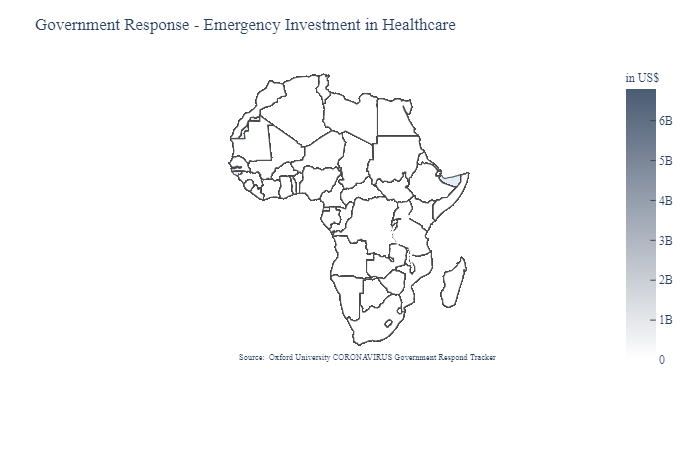 Government Response - Emergency Investment in Healthcare
in US$
6B
5B
4B
3B
2B
1B
0
Source: Oxford University CORONAVIRUS Government Respond Tracker